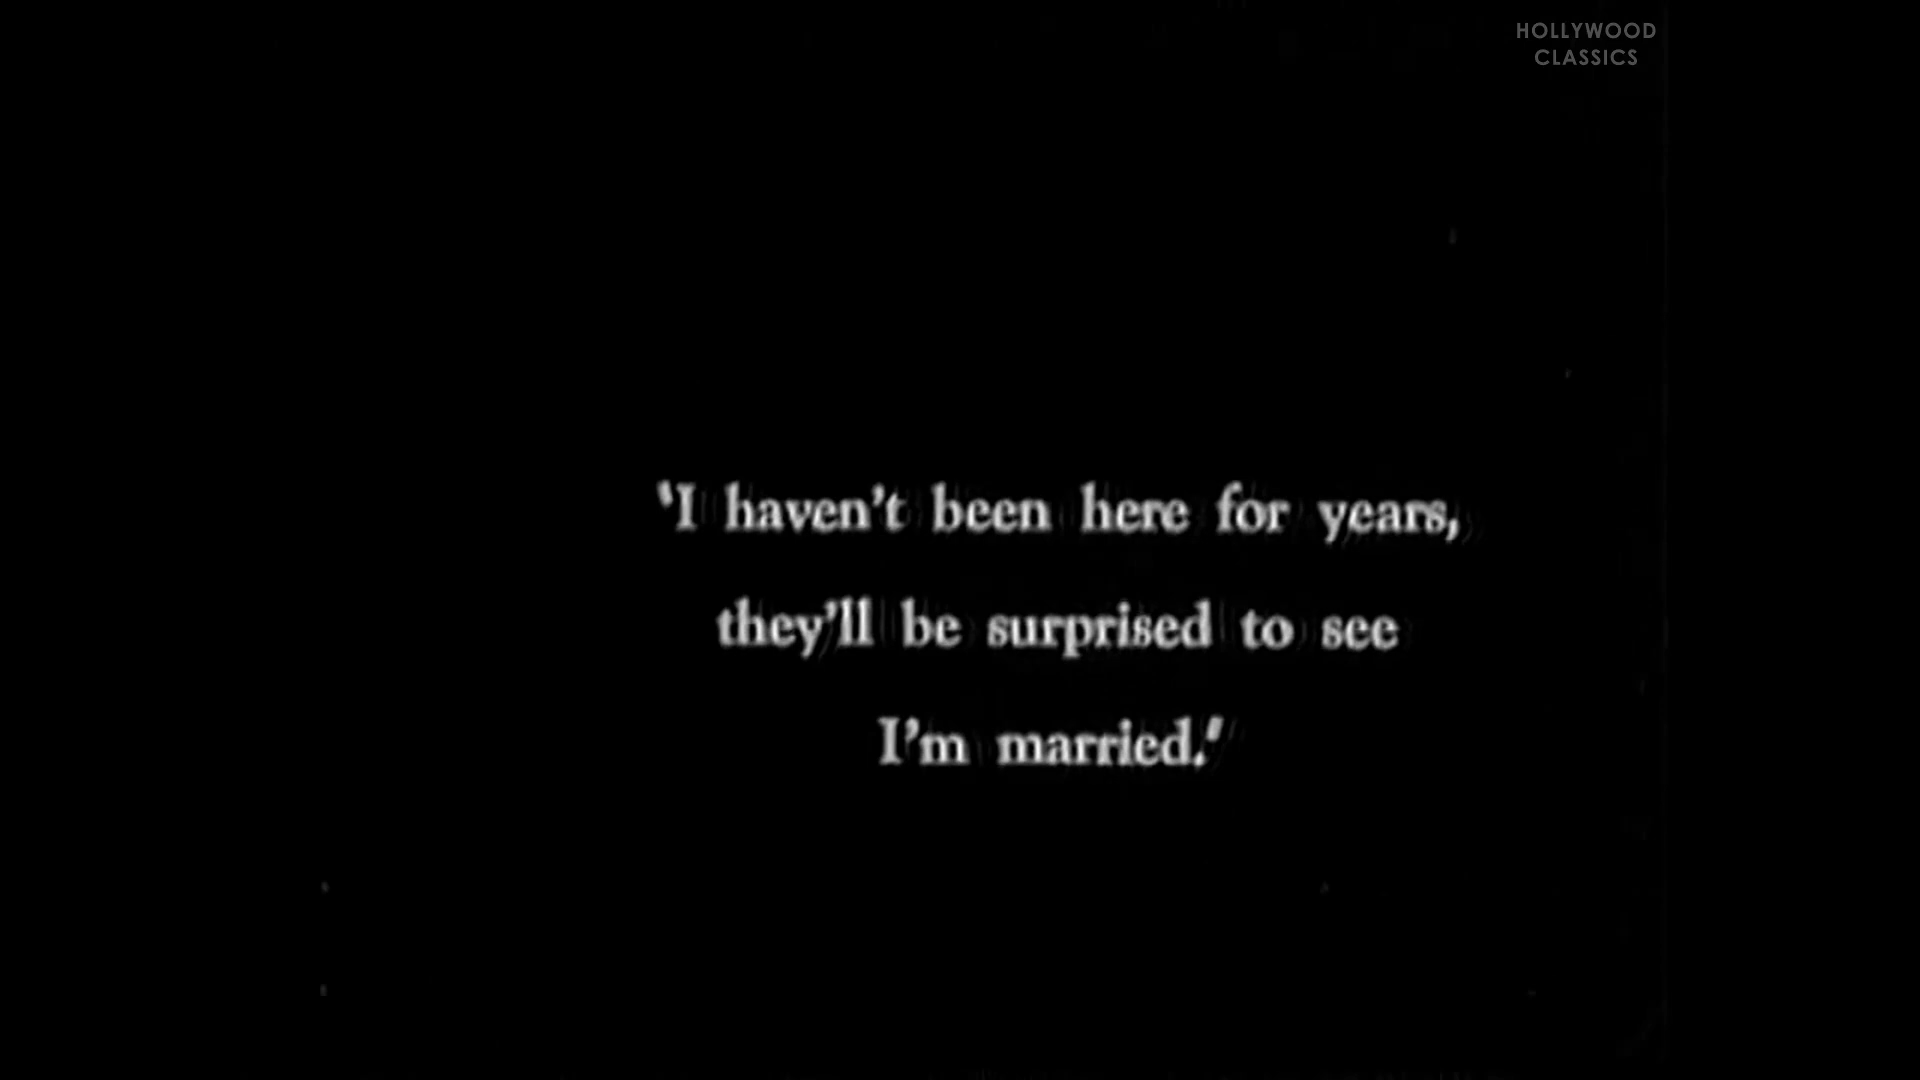 HOLLYWOOD
CLASSICS
'I haven't been here for years,
they'll be surprised to see
I'm married.'